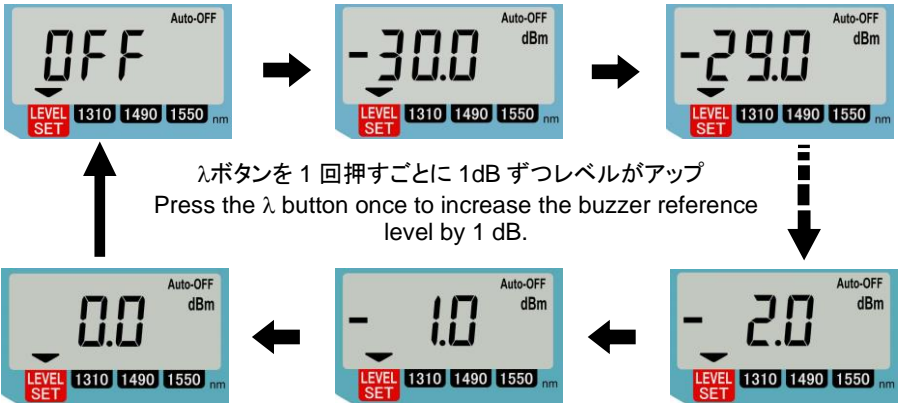 Auto-OFF
OFF
LEVEL SET 1310 1490 1550 nm
Auto-OFF
-30.0 dBm
LEVEL SET 1310 1490 1550 nm
Auto-OFF
-29.0 dBm
LEVEL SET 1310 1490 1550 nm
λボタンを 1 回押すごとに 1dB ずつレベルがアップ
Press the λ button once to increase the buzzer reference
level by 1 dB.
Auto-OFF
0.0 dBm
LEVEL SET 1310 1490 1550 nm
Auto-OFF
- 1.0 dBm
LEVEL SET 1310 1490 1550 nm
Auto-OFF
- 2.0 dBm
LEVEL SET 1310 1490 1550 nm